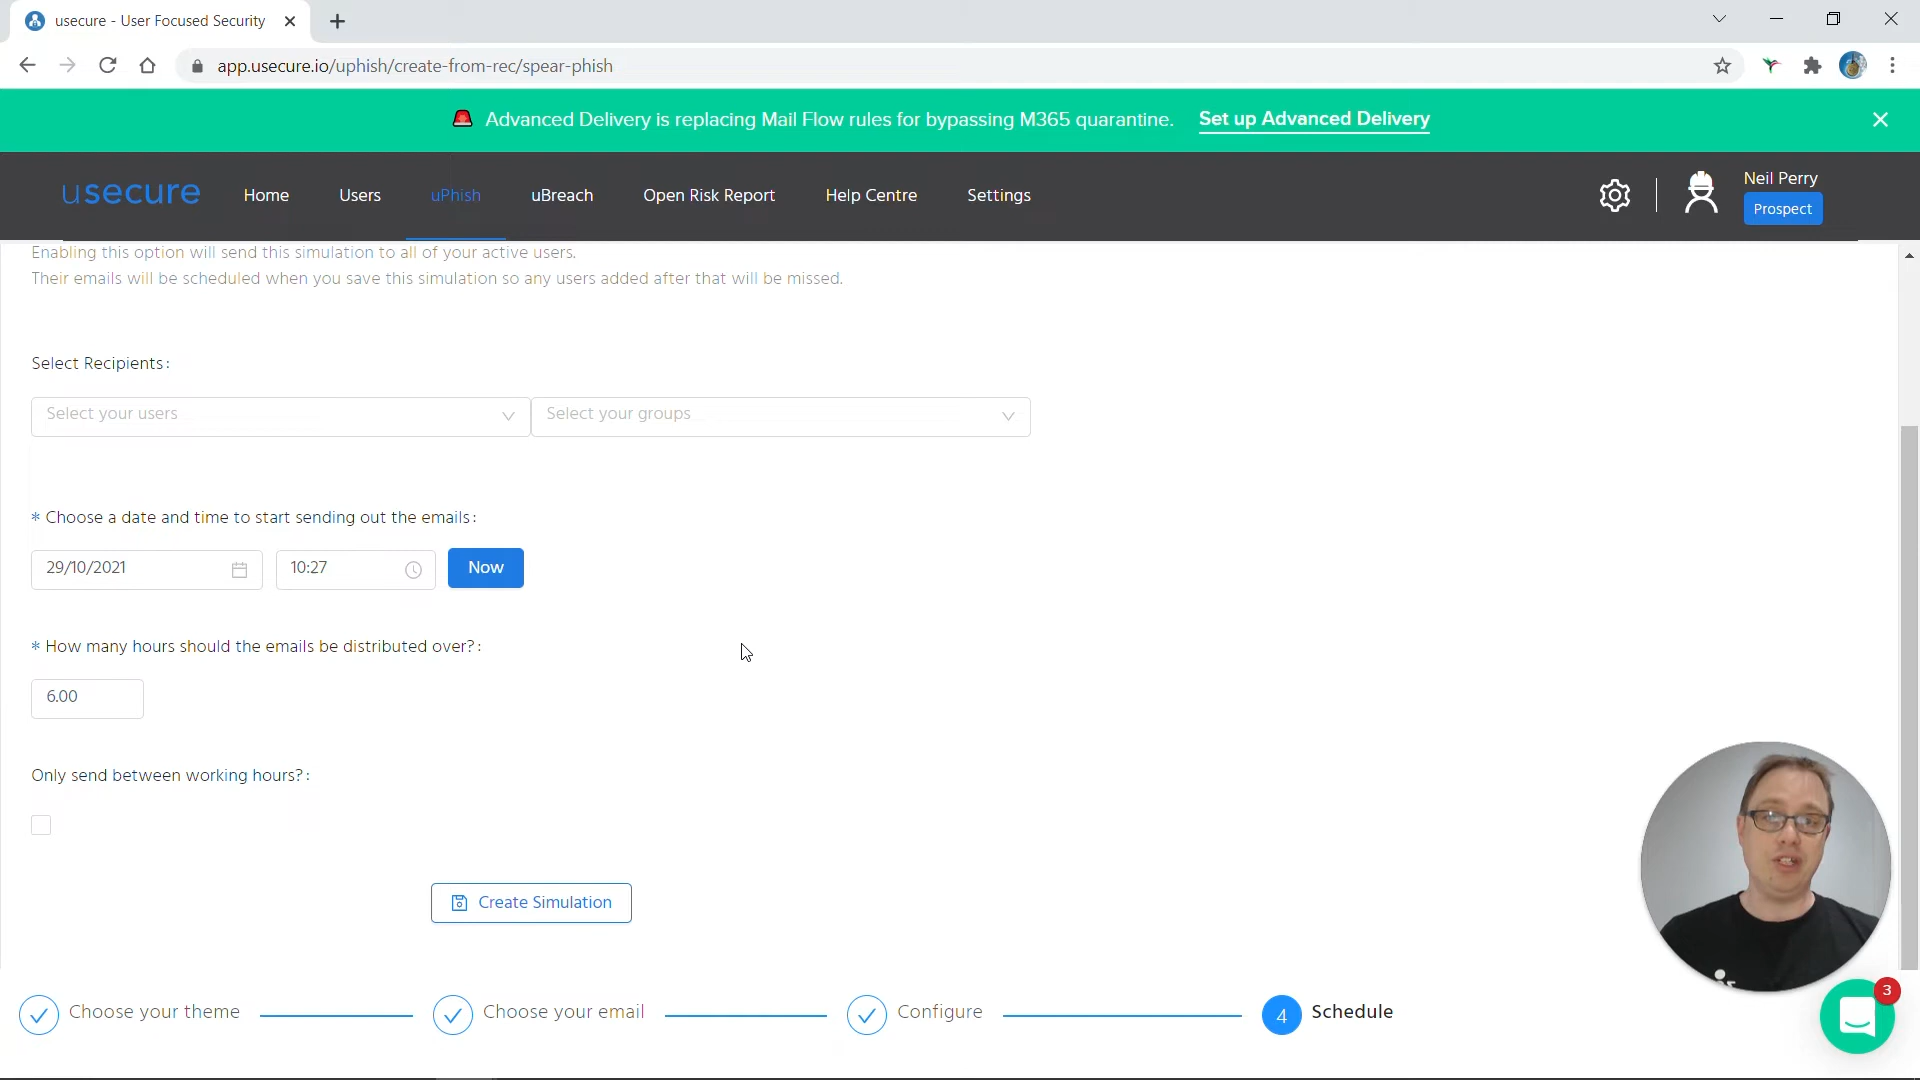 usecure - User Focused Security
app.usecure.io/uphish/create-from-rec/spear-phish
Advanced Delivery is replacing Mail Flow rules for bypassing M365 quarantine. Set up Advanced Delivery
usecure Home Users uPhish uBreach Open Risk Report Help Centre Settings
Neil Perry
Prospect
Enabling this option will send this simulation to all of your active users.
Their emails will be scheduled when you save this simulation so any users added after that will be missed.
Select Recipients:
Select your users Select your groups
* Choose a date and time to start sending out the emails:
29/10/2021 10:27 Now
* How many hours should the emails be distributed over?:
6.00
Only send between working hours?:
Create Simulation
3
Choose your theme Choose your email Configure 4 Schedule